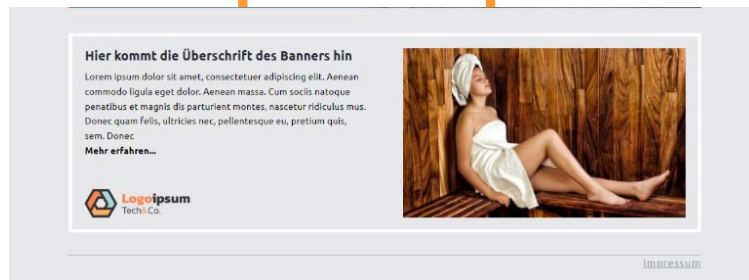 Hier kommt die Überschrift des Banners hin
Lorem ipsum dolor sit amet, consectetuer adipiscing elit. Aenean
commodo ligula eget dolor. Aenean massa. Cum sociis natoque
penatibus et magnis dis parturient montes, nascetur ridiculus mus.
Donec quam felis, ultricies nec, pellentesque eu, pretium quis,
sem. Donec
Mehr erfahren...
Logoipsum
Tech&Co.
Impressum